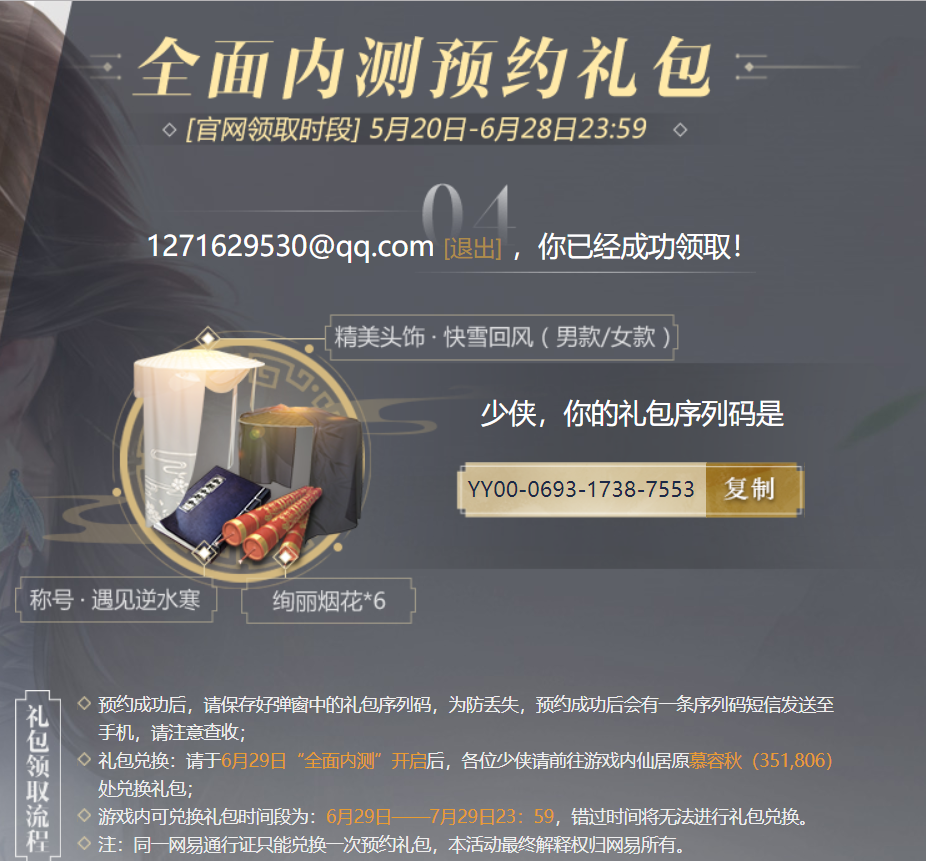 全面内测预约礼包
[官网领取时段] 5月20日-6月28日23:59
04
1271629530@qq.com [退出] ，你已经成功领取！
精美头饰 · 快雪回风（男款/女款）
少侠，你的礼包序列码是
YY00-0693-1738-7553 复制
称号 · 遇见逆水寒
绚丽烟花*6
礼包领取流程
预约成功后，请保存好弹窗中的礼包序列码，为防丢失，预约成功后会有一条序列码短信发送至
手机，请注意查收；
礼包兑换：请于6月29日“全面内测”开启后，各位少侠请前往游戏内仙居原慕容秋（351,806）
处兑换礼包；
游戏内可兑换礼包时间段为：6月29日——7月29日23：59，错过时间将无法进行礼包兑换。
注：同一网易通行证只能兑换一次预约礼包，本活动最终解释权归网易所有。